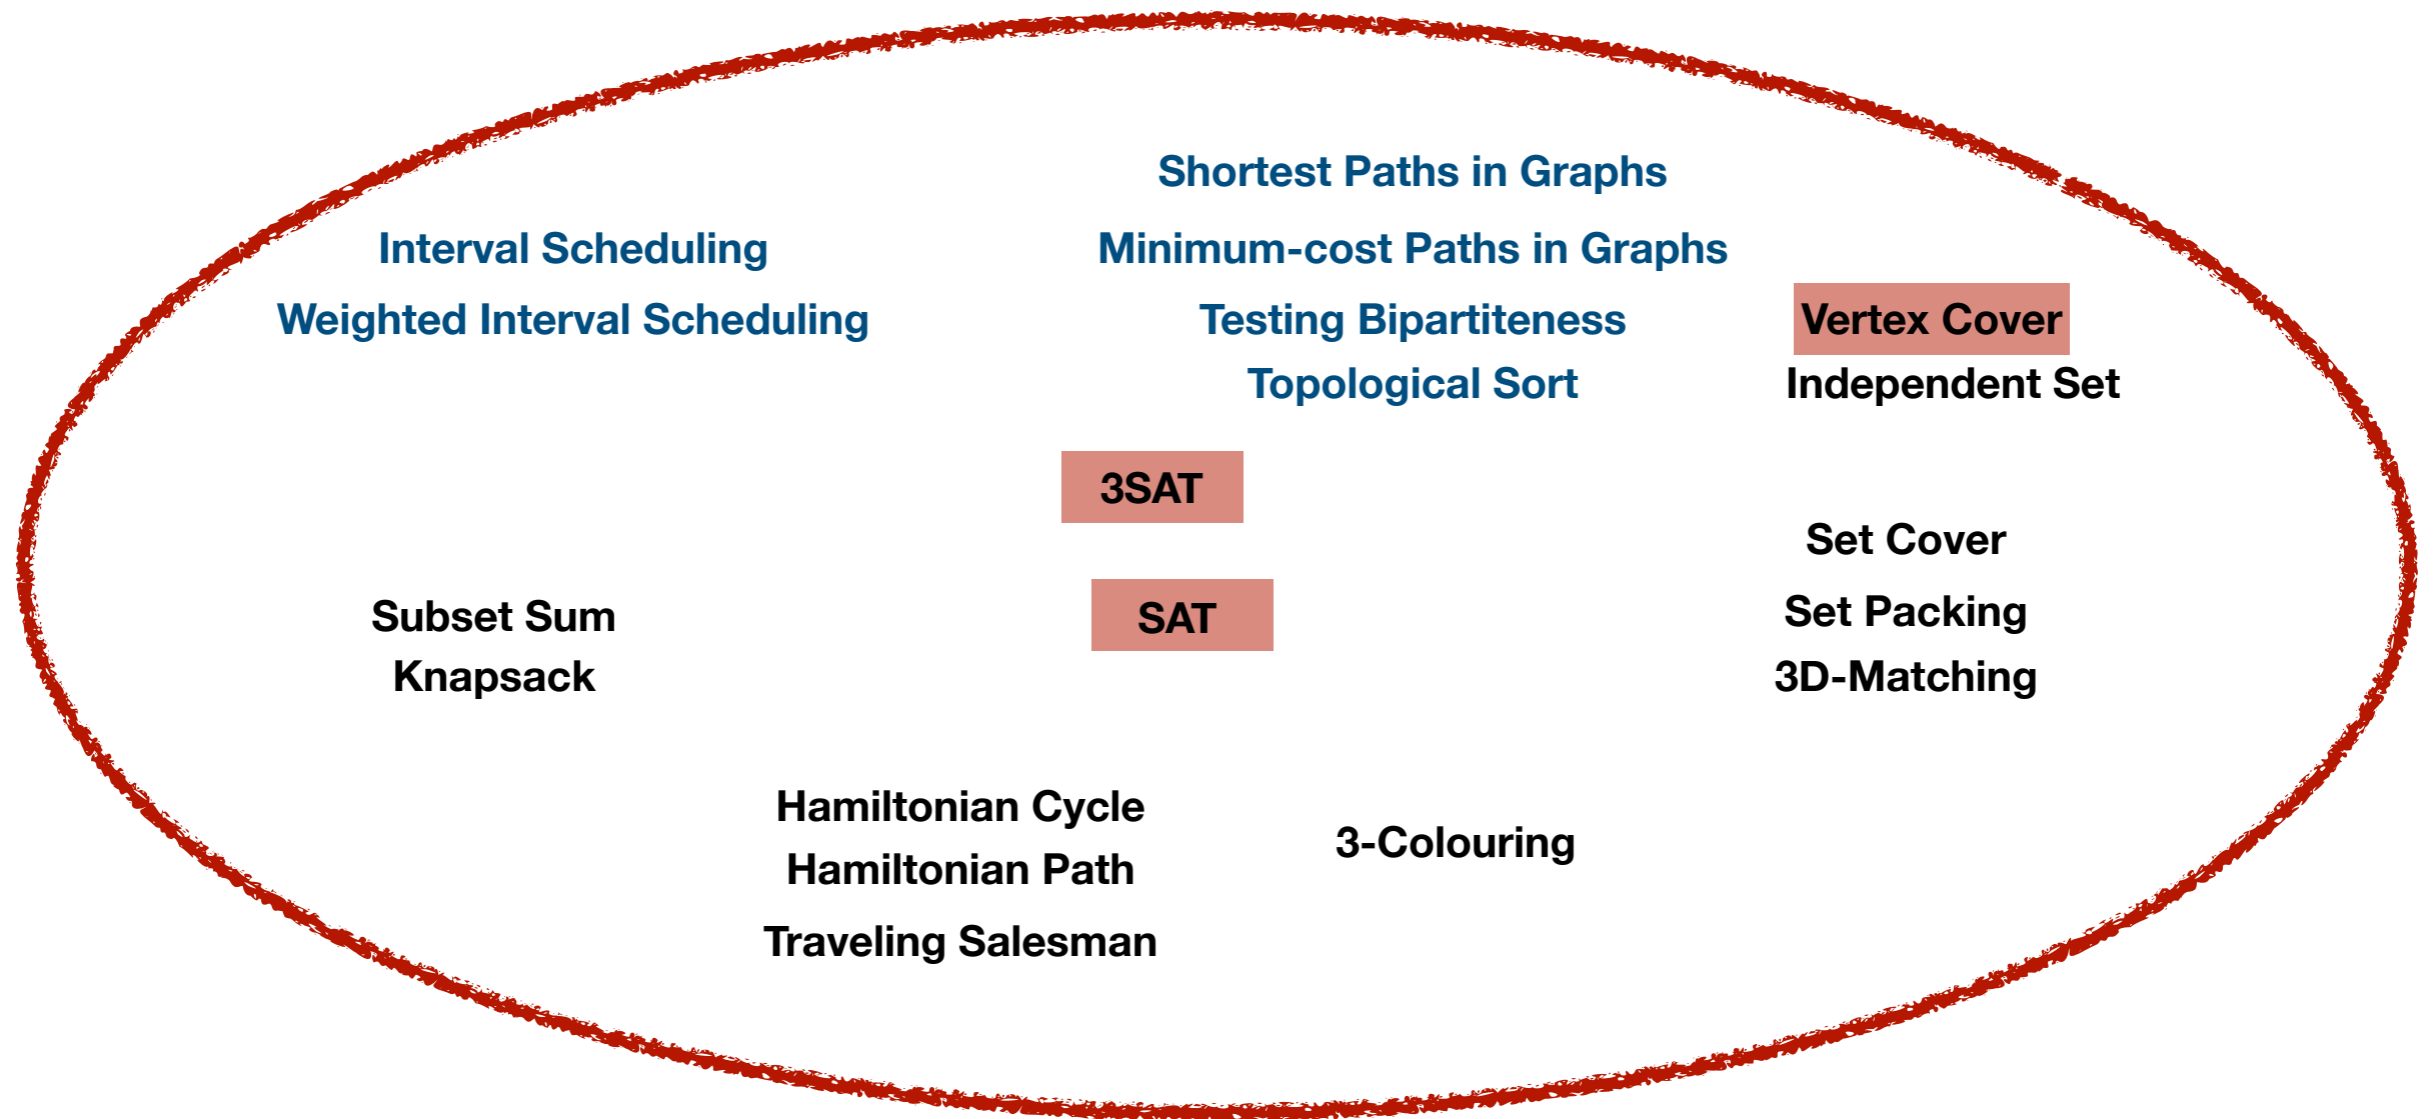 Shortest Paths in Graphs
Interval Scheduling
Minimum-cost Paths in Graphs
Weighted Interval Scheduling
Testing Bipartiteness
Vertex Cover
Topological Sort
Independent Set
3SAT
Set Cover
Subset Sum
SAT
Set Packing
Knapsack
3D-Matching
Hamiltonian Cycle
3-Colouring
Hamiltonian Path
Traveling Salesman